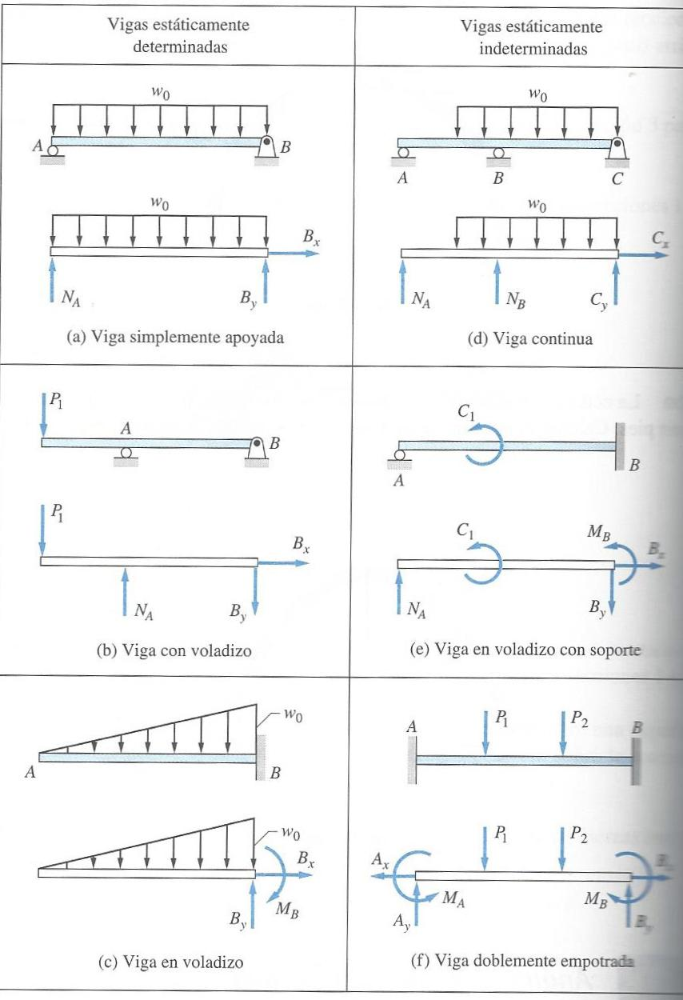 Vigas estáticamente
determinadas
Vigas estáticamente
indeterminadas
w0
A
B
w0
Bx
NA
By
(a) Viga simplemente apoyada
w0
A
B
C
w0
Cx
NA
NB
Cy
(d) Viga continua
P1
A
B
P1
Bx
NA
By
(b) Viga con voladizo
C1
A
B
C1
MB
Bx
NA
By
(e) Viga en voladizo con soporte
w0
A
B
w0
Bx
By
MB
(c) Viga en voladizo
A
P1
P2
B
P1
P2
Ax
Bx
MA
MB
Ay
By
(f) Viga doblemente empotrada